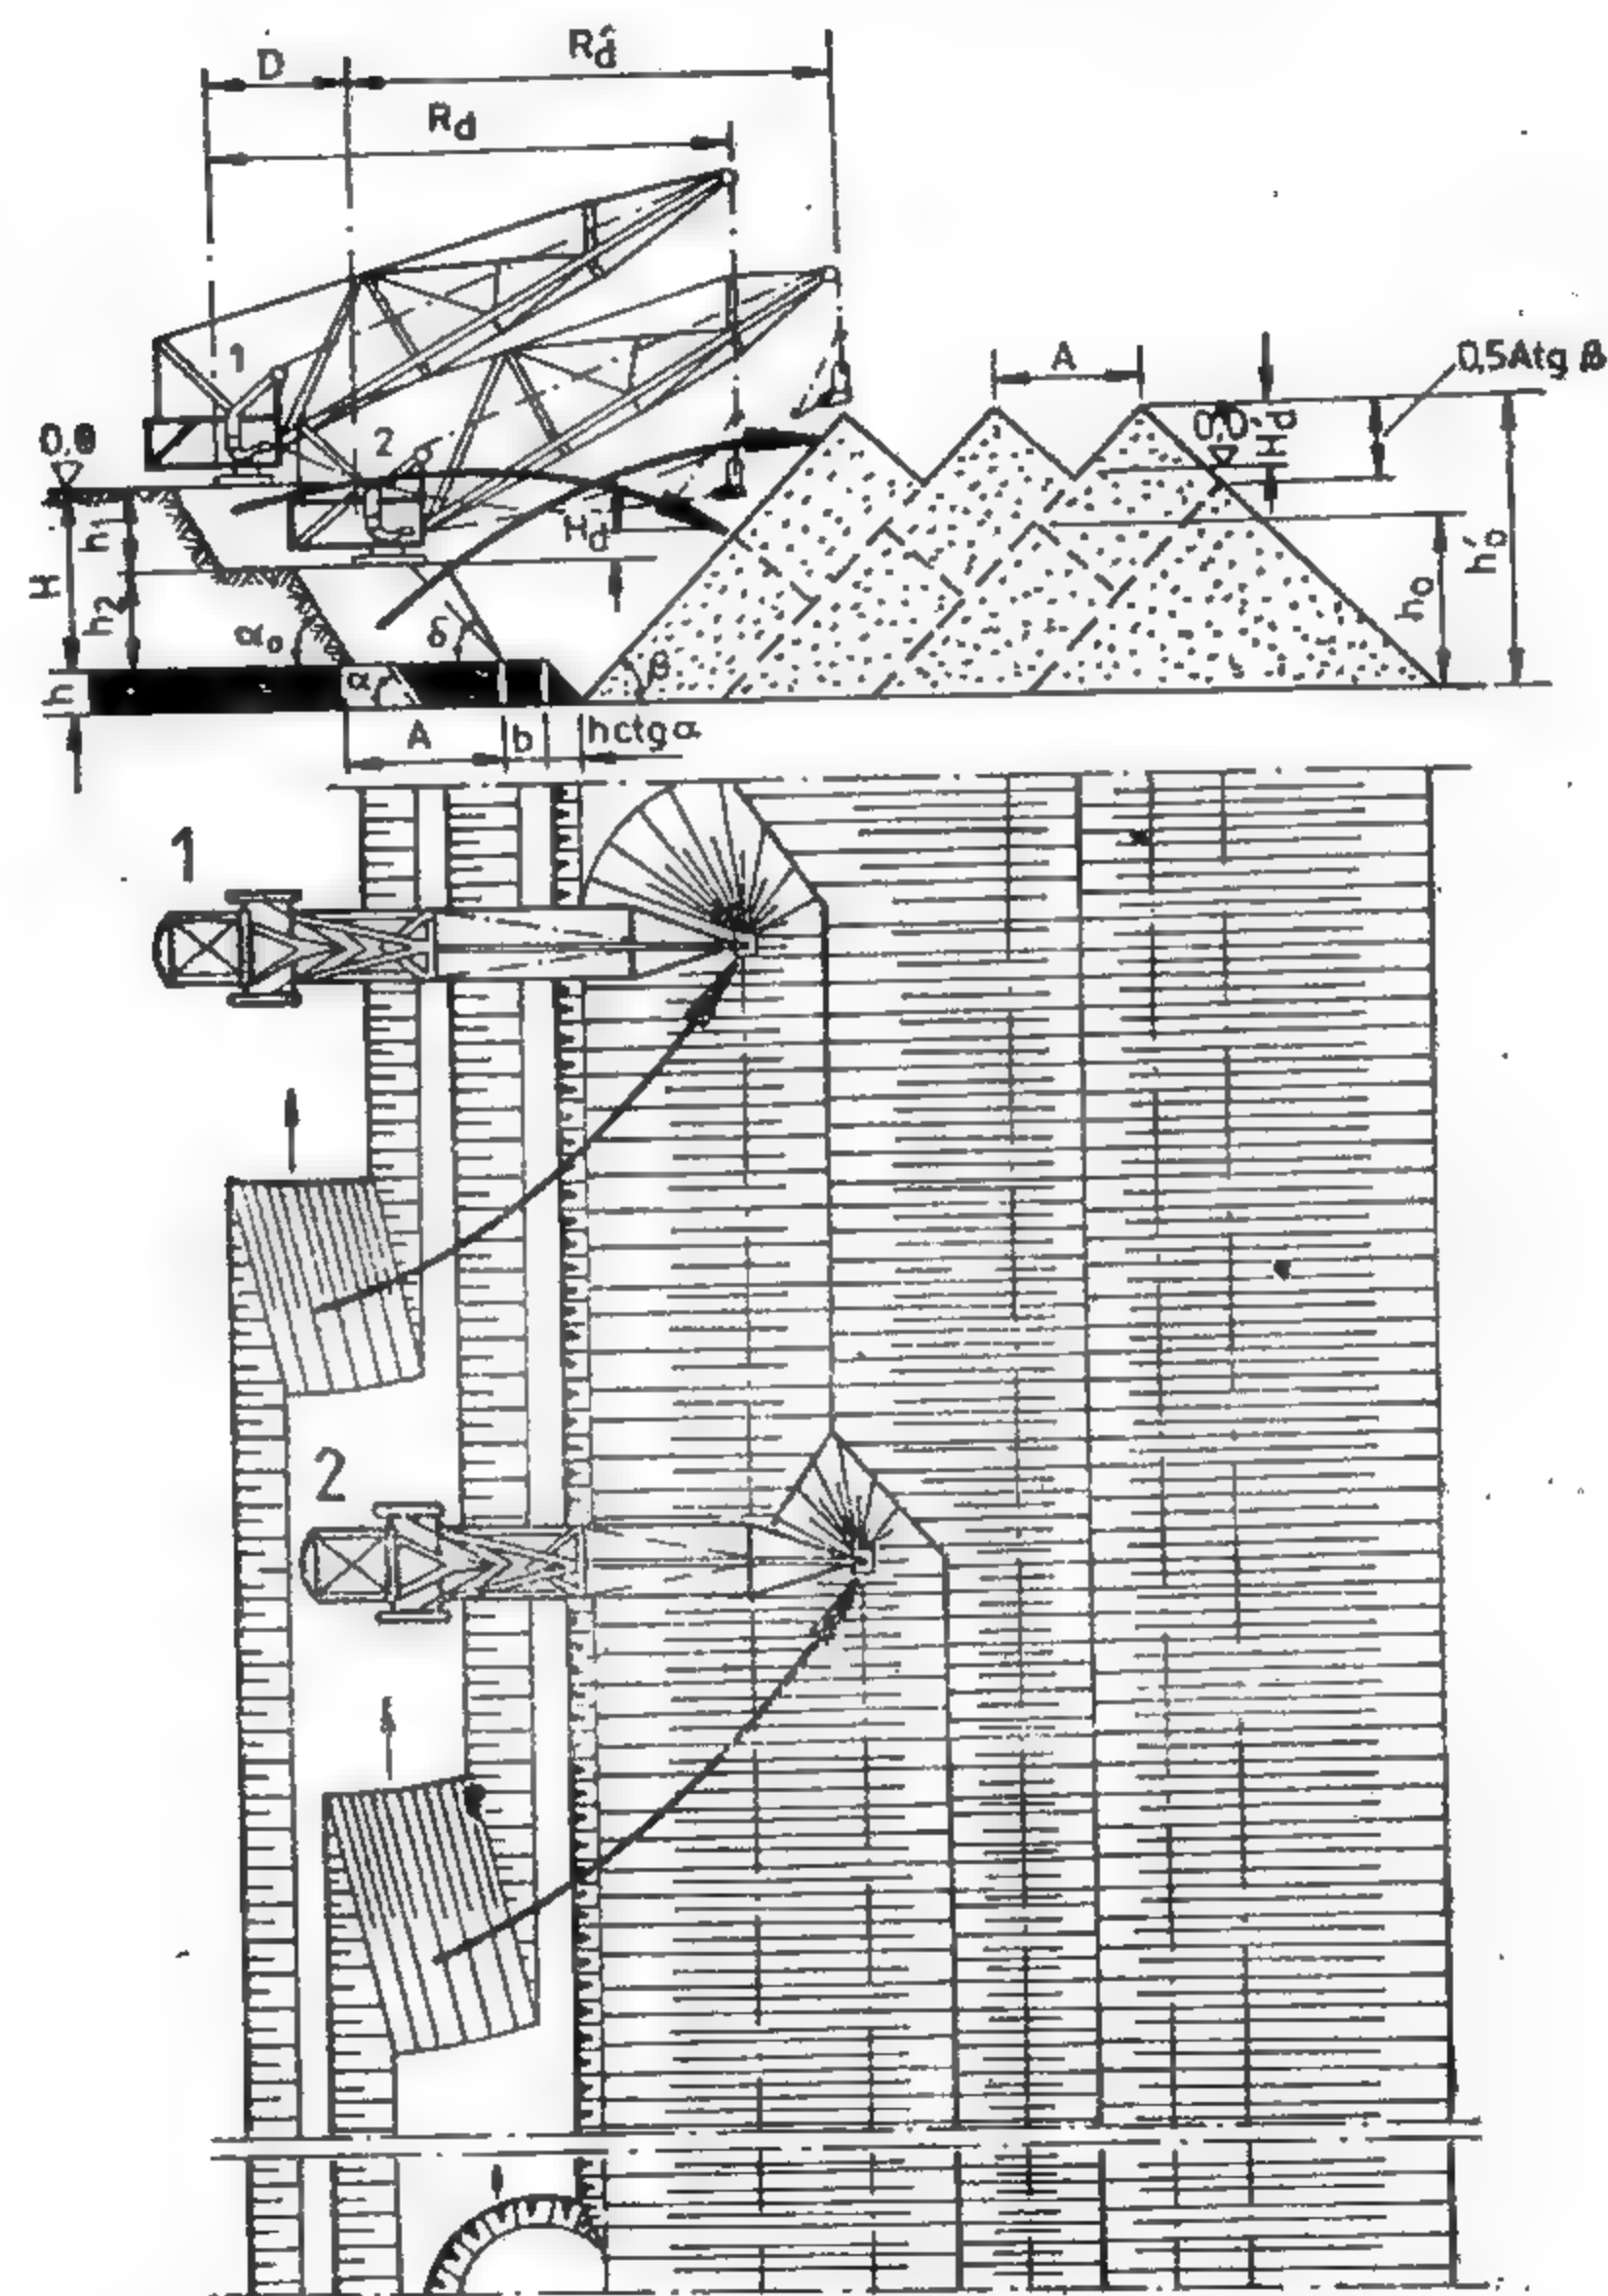 D
R'd
Rd
1
A
0,5Atg β
0,0
2
0,0
H'd
h1
Hd
H
h2
h'o
ho
αo
δ
β
h
α
A
b
hctgα
1
2